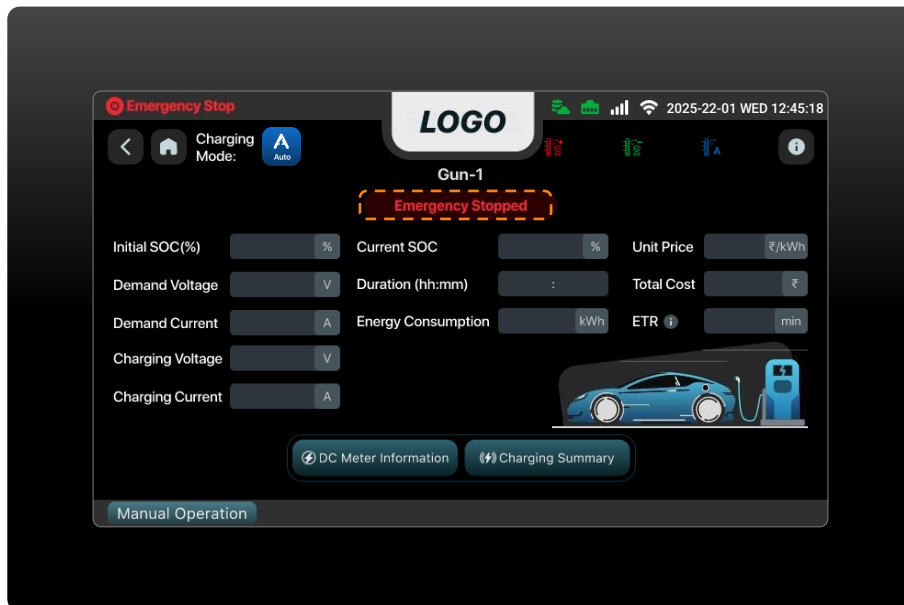 Emergency Stop
LOGO
2025-22-01 WED 12:45:18
Charging Mode:
A
Auto
A
Gun-1
Emergency Stopped
Initial SOC(%) %
Current SOC %
Unit Price ₹/kWh
Demand Voltage V
Duration (hh:mm) :
Total Cost ₹
Demand Current A
Energy Consumption kWh
ETR i min
Charging Voltage V
Charging Current A
DC Meter Information
Charging Summary
Manual Operation